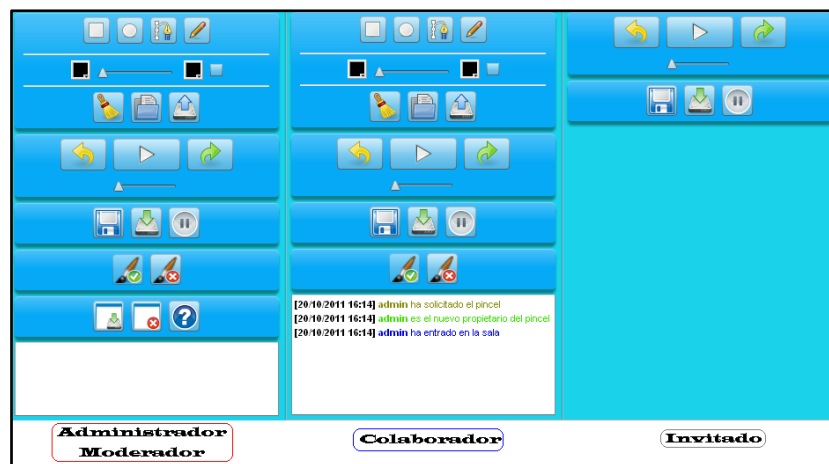 [20/10/2011 16:14] admin ha solicitado el pincel
[20/10/2011 16:14] admin es el nuevo propietario del pincel
[20/10/2011 16:14] admin ha entrado en la sala
Administrador
Moderador
Colaborador
Invitado